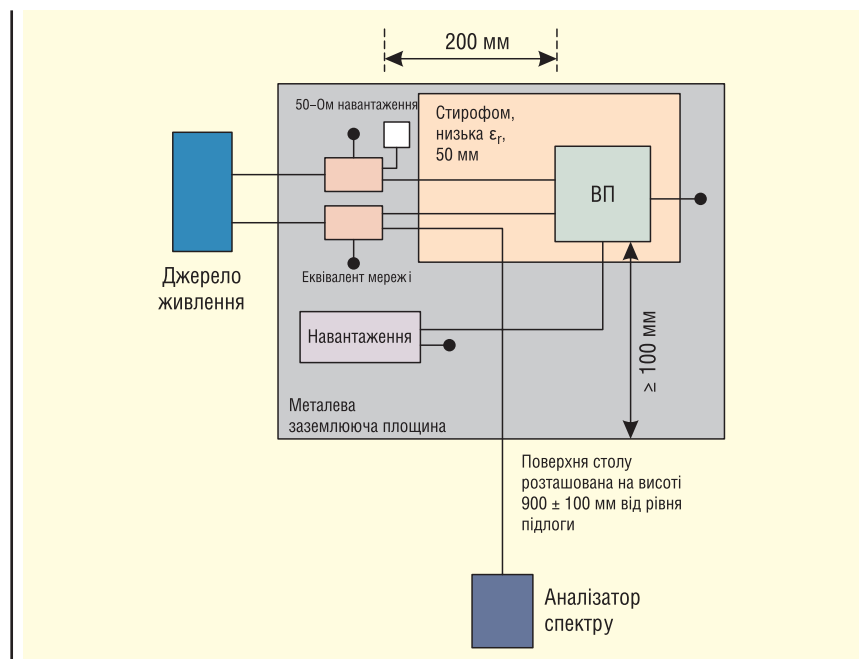 200 мм
50–Ом навантаження
Стирофом,
низька εr,
50 мм
ВП
Джерело
живлення
Еквівалент мережі
Навантаження
≥ 100 мм
Металева
заземлююча площина
Поверхня столу
розташована на висоті
900 ± 100 мм від рівня
підлоги
Аналізатор
спектру